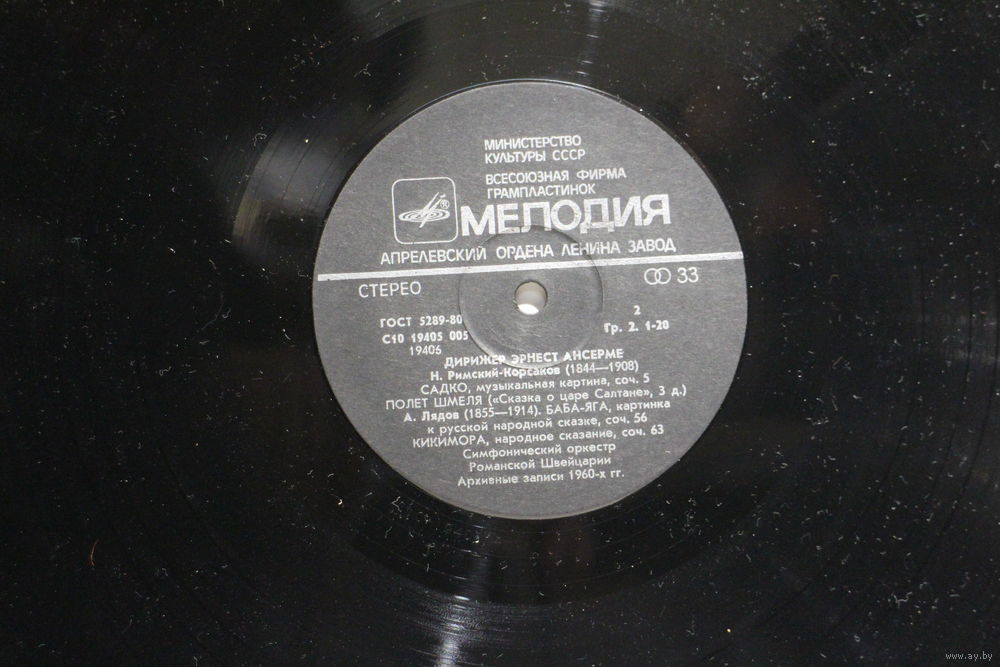 МИНИСТЕРСТВО
КУЛЬТУРЫ СССР
ВСЕСОЮЗНАЯ ФИРМА
ГРАМПЛАСТИНОК
®
МЕЛОДИЯ
АПРЕЛЕВСКИЙ ОРДЕНА ЛЕНИНА ЗАВОД
СТЕРЕО
33
ГОСТ 5289-80
2
С10 19405 005
Гр. 2. 1-20
19406
ДИРИЖЕР ЭРНЕСТ АНСЕРМЕ
Н. Римский-Корсаков (1844—1908)
САДКО, музыкальная картина, соч. 5
ПОЛЕТ ШМЕЛЯ («Сказка о царе Салтане», 3 д.)
А. Лядов (1855—1914). БАБА-ЯГА, картинка
к русской народной сказке, соч. 56
КИКИМОРА, народное сказание, соч. 63
Симфонический оркестр
Романской Швейцарии
Архивные записи 1960-х гг.
www.ay.by